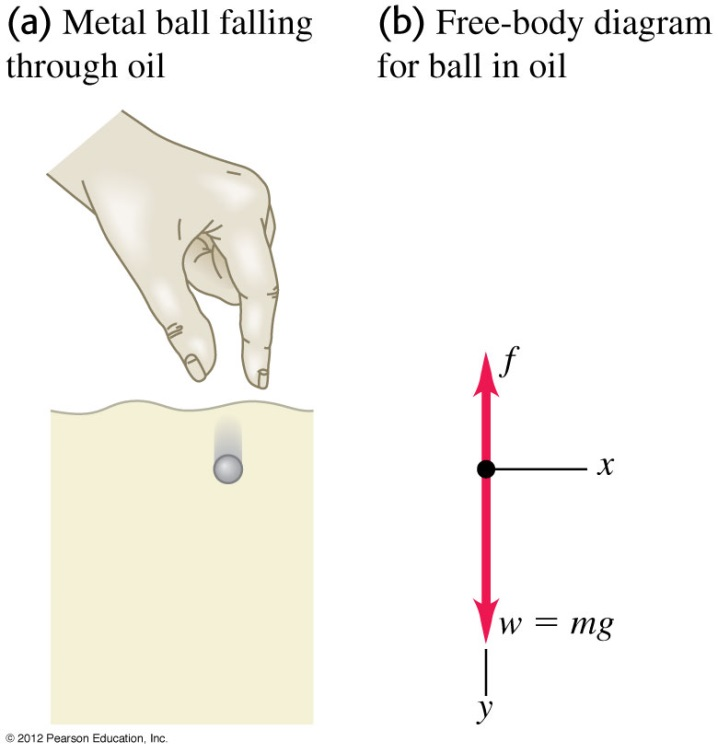 (a) Metal ball falling
through oil
(b) Free-body diagram
for ball in oil
f
x
w = mg
y
© 2012 Pearson Education, Inc.